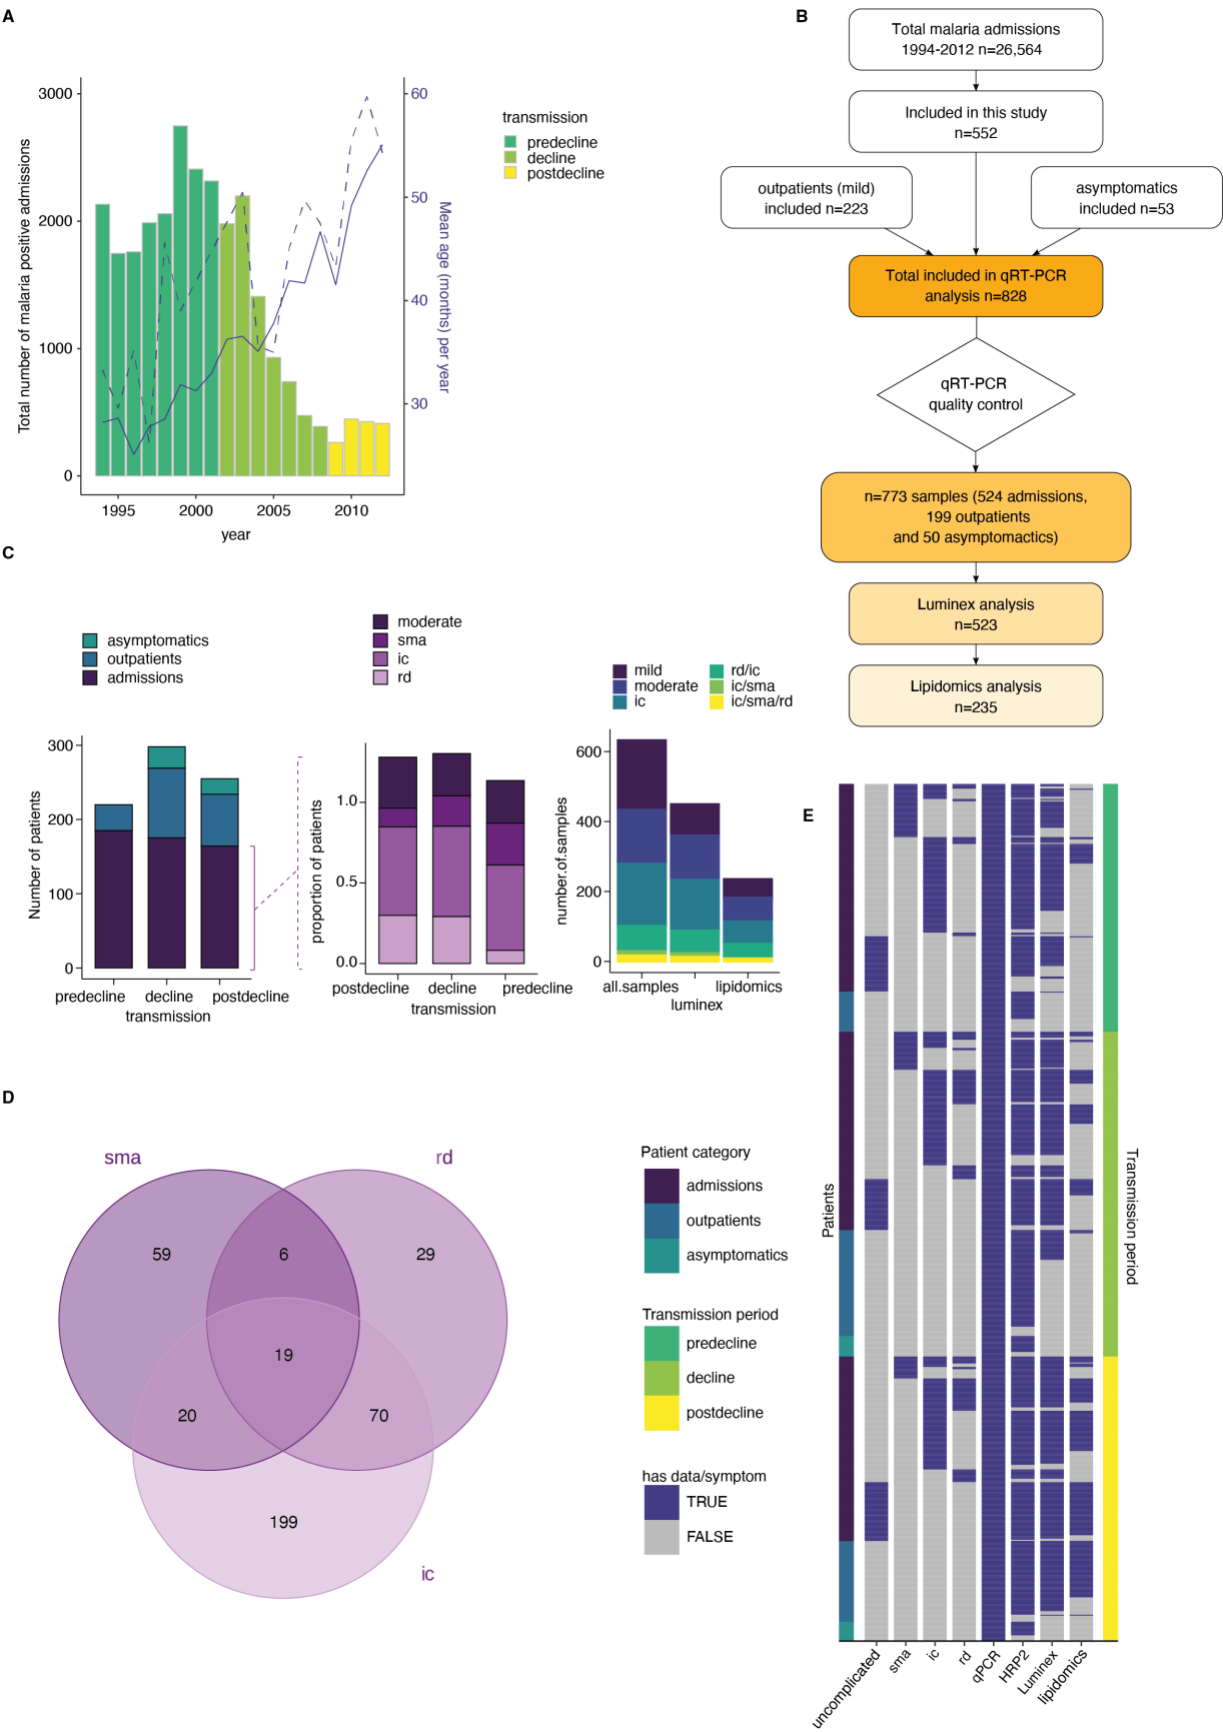 A
3000
2000
1000
0
Total number of malaria positive admissions
60
50
40
30
Mean age (months) per year
1995
2000
2005
2010
year
transmission
predecline
decline
postdecline
B
Total malaria admissions
1994-2012 n=26,564
Included in this study
n=552
outpatients (mild)
included n=223
asymptomatics
included n=53
Total included in qRT-PCR
analysis n=828
qRT-PCR
quality control
n=773 samples (524 admissions,
199 outpatients
and 50 asymptomactics)
Luminex analysis
n=523
Lipidomics analysis
n=235
C
asymptomatics
outpatients
admissions
300
200
100
0
Number of patients
predecline
decline
postdecline
transmission
moderate
sma
ic
rd
1.0
0.5
0.0
proportion of patients
postdecline
decline
predecline
transmission
mild
moderate
ic
rd/ic
ic/sma
ic/sma/rd
600
400
200
0
number.of.samples
all.samples
luminex
lipidomics
D
sma
rd
59
6
29
19
20
70
199
ic
E
Patient category
admissions
outpatients
asymptomatics
Transmission period
predecline
decline
postdecline
has data/symptom
TRUE
FALSE
Patients
Transmission period
uncomplicated
sma
ic
rd
qPCR
HRP2
Luminex
lipidomics